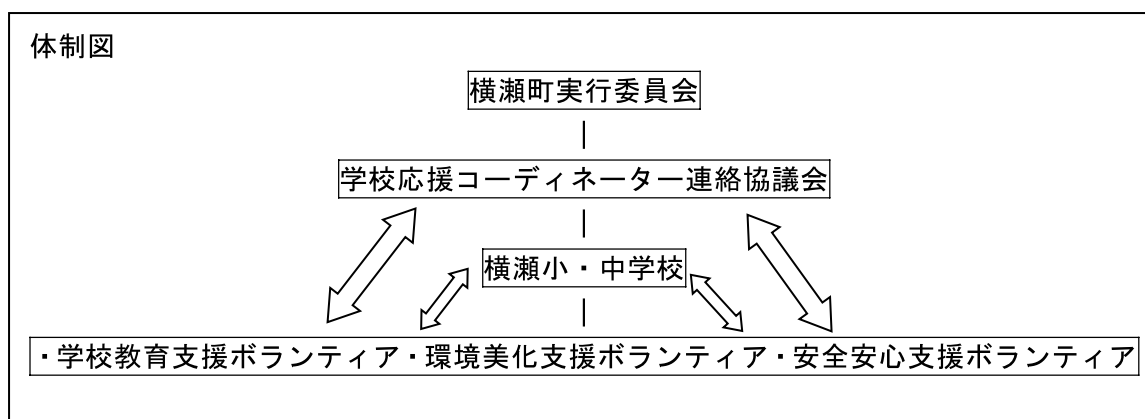 体制図
横瀬町実行委員会
学校応援コーディネーター連絡協議会
横瀬小・中学校
・学校教育支援ボランティア・環境美化支援ボランティア・安全安心支援ボランティア